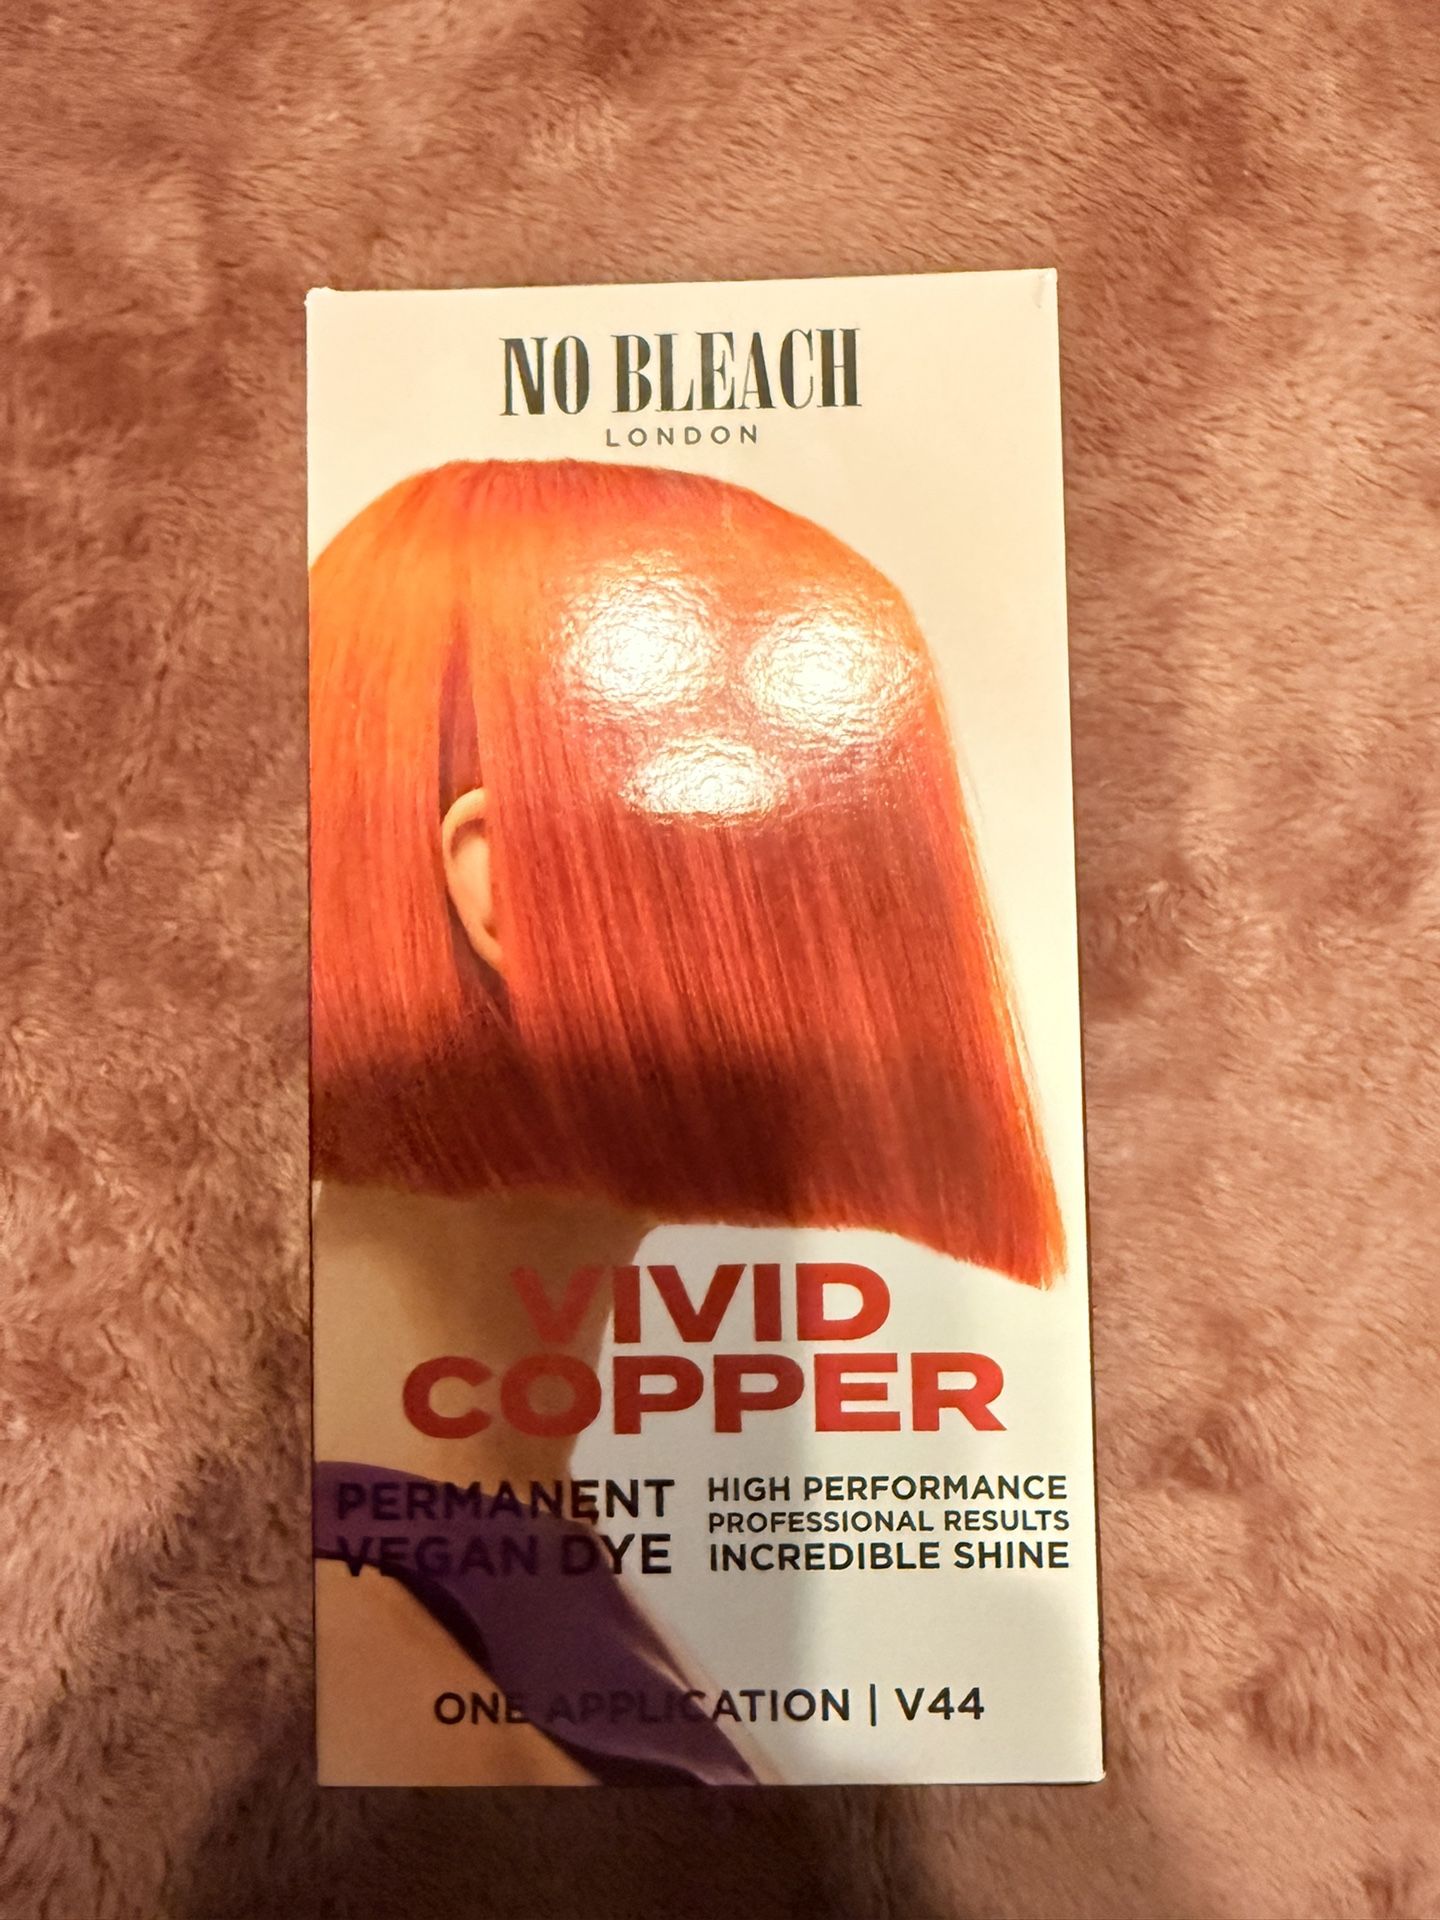 NO BLEACH
LONDON
VIVID
COPPER
PERMANENT
VEGAN DYE
HIGH PERFORMANCE
PROFESSIONAL RESULTS
INCREDIBLE SHINE
ONE APPLICATION | V44